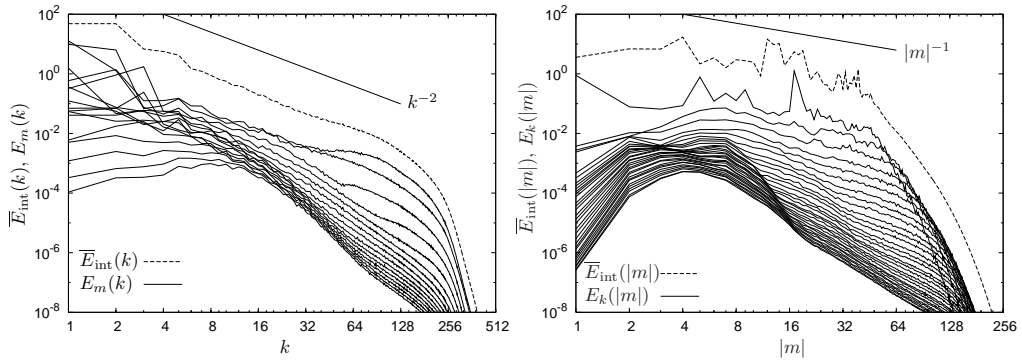 10^2
10^0
10^-2
10^-4
10^-6
10^-8
E̅_int(k), E_m(k)
k^-2
E̅_int(k)
E_m(k)
1 2 4 8 16 32 64 128 256 512
k
10^2
10^0
10^-2
10^-4
10^-6
10^-8
E̅_int(|m|), E_k(|m|)
|m|^-1
E̅_int(|m|)
E_k(|m|)
1 2 4 8 16 32 64 128 256
|m|